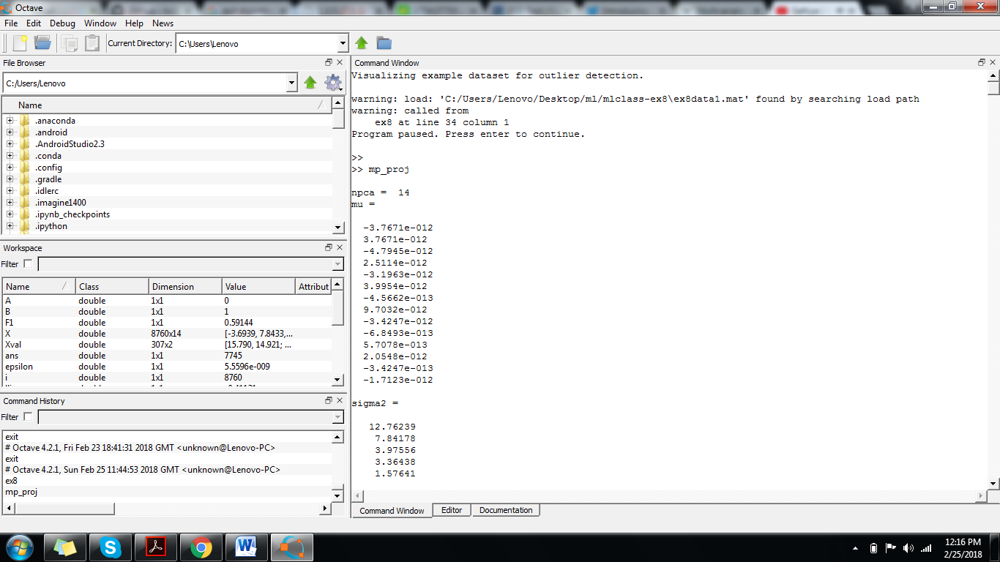 Octave
File Edit Debug Window Help News
Current Directory: C:\Users\Lenovo
File Browser
C:/Users/Lenovo
Name
.anaconda
.android
.AndroidStudio2.3
.conda
.config
.gradle
.idlerc
.imagine1400
.ipynb_checkpoints
.ipython
Workspace
Filter
Name Class Dimension Value Attribut
A double 1x1 0
B double 1x1 1
F1 double 1x1 0.59144
X double 8760x14 [-3.6939, 7.8433,...
Xval double 307x2 [15.790, 14.921; ...
ans double 1x1 7745
epsilon double 1x1 5.5596e-009
i double 1x1 8760
Command History
Filter
exit
# Octave 4.2.1, Fri Feb 23 18:41:31 2018 GMT <unknown@Lenovo-PC>
exit
# Octave 4.2.1, Sun Feb 25 11:44:53 2018 GMT <unknown@Lenovo-PC>
ex8
mp_proj
Command Window
Visualizing example dataset for outlier detection.
warning: load: 'C:/Users/Lenovo/Desktop/ml/mlclass-ex8\ex8data1.mat' found by searching load path
warning: called from
ex8 at line 34 column 1
Program paused. Press enter to continue.
>>
>> mp_proj
npca = 14
mu =
-3.7671e-012
3.7671e-012
-4.7945e-012
2.5114e-012
-3.1963e-012
3.9954e-012
-4.5662e-013
9.7032e-012
-3.4247e-012
-6.8493e-013
5.7078e-013
2.0548e-012
-3.4247e-013
-1.7123e-012
sigma2 =
12.76239
7.84178
3.97556
3.36438
1.57641
Command Window Editor Documentation
12:16 PM
2/25/2018